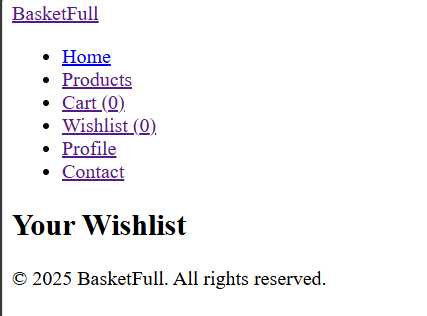 BasketFull
Home
Products
Cart (0)
Wishlist (0)
Profile
Contact
Your Wishlist
© 2025 BasketFull. All rights reserved.